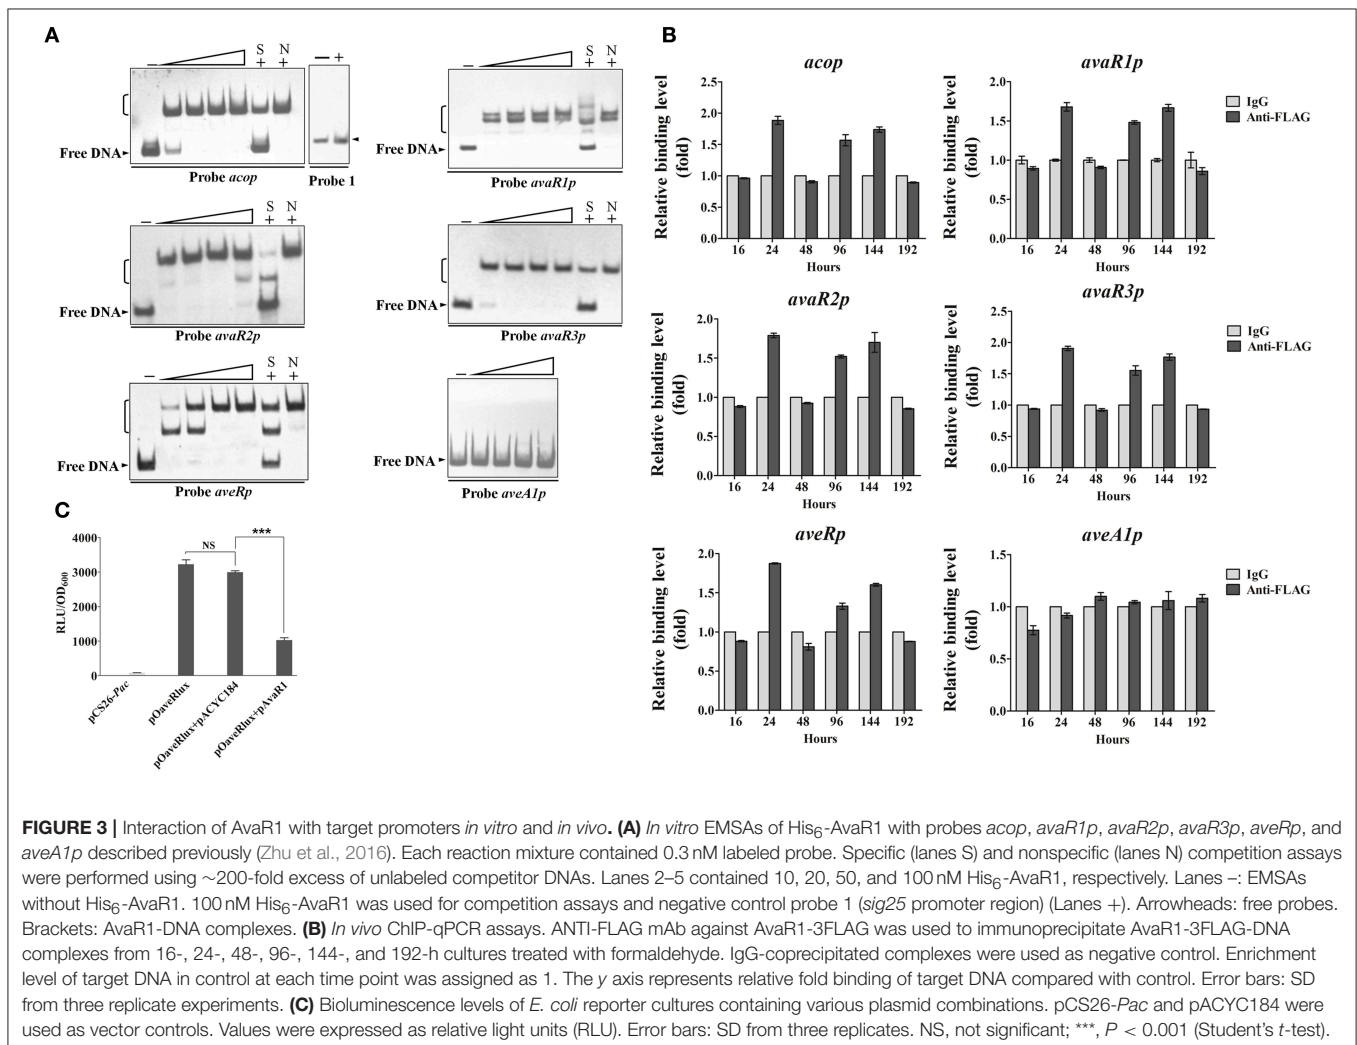 A
S N
– + +
– +
Free DNA
Probe acop
Probe 1
S N
– + +
Free DNA
Probe avaR1p
S N
– + +
Free DNA
Probe avaR2p
S N
– + +
Free DNA
Probe avaR3p
S N
– + +
Free DNA
Probe aveRp
–
Free DNA
Probe aveA1p
B
acop
Relative binding level
(fold)
2.5
2.0
1.5
1.0
0.5
0.0
16 24 48 96 144 192
Hours
avaR1p
Relative binding level
(fold)
2.0
1.5
1.0
0.5
0.0
16 24 48 96 144 192
Hours
IgG
Anti-FLAG
avaR2p
Relative binding level
(fold)
2.0
1.5
1.0
0.5
0.0
16 24 48 96 144 192
Hours
avaR3p
Relative binding level
(fold)
2.5
2.0
1.5
1.0
0.5
0.0
16 24 48 96 144 192
Hours
IgG
Anti-FLAG
aveRp
Relative binding level
(fold)
2.0
1.5
1.0
0.5
0.0
16 24 48 96 144 192
Hours
aveA1p
Relative binding level
(fold)
1.5
1.0
0.5
0.0
16 24 48 96 144 192
Hours
IgG
Anti-FLAG
C
RLU/OD600
4000
3000
2000
1000
0
NS
***
pCS26-Pac
pOaveRlux
pOaveRlux+pACYC184
pOaveRlux+pAvaR1
FIGURE 3 | Interaction of AvaR1 with target promoters in vitro and in vivo. (A) In vitro EMSAs of His6-AvaR1 with probes acop, avaR1p, avaR2p, avaR3p, aveRp, and
aveA1p described previously (Zhu et al., 2016). Each reaction mixture contained 0.3 nM labeled probe. Specific (lanes S) and nonspecific (lanes N) competition assays
were performed using ∼200-fold excess of unlabeled competitor DNAs. Lanes 2–5 contained 10, 20, 50, and 100 nM His6-AvaR1, respectively. Lanes –: EMSAs
without His6-AvaR1. 100 nM His6-AvaR1 was used for competition assays and negative control probe 1 (sig25 promoter region) (Lanes +). Arrowheads: free probes.
Brackets: AvaR1-DNA complexes. (B) In vivo ChIP-qPCR assays. ANTI-FLAG mAb against AvaR1-3FLAG was used to immunoprecipitate AvaR1-3FLAG-DNA
complexes from 16-, 24-, 48-, 96-, 144-, and 192-h cultures treated with formaldehyde. IgG-coprecipitated complexes were used as negative control. Enrichment
level of target DNA in control at each time point was assigned as 1. The y axis represents relative fold binding of target DNA compared with control. Error bars: SD
from three replicate experiments. (C) Bioluminescence levels of E. coli reporter cultures containing various plasmid combinations. pCS26-Pac and pACYC184 were
used as vector controls. Values were expressed as relative light units (RLU). Error bars: SD from three replicates. NS, not significant; ***, P < 0.001 (Student's t-test).